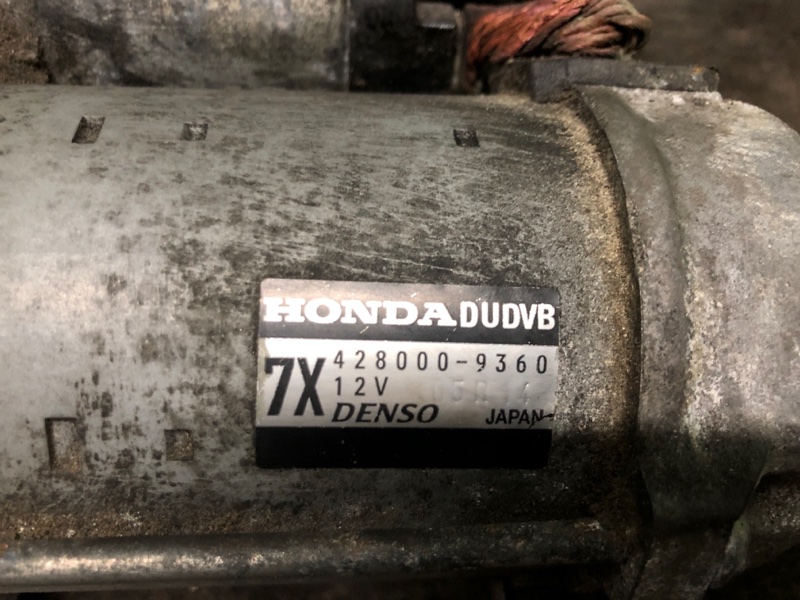 HONDA DUDVB
7X 428000-9360
12V
DENSO JAPAN